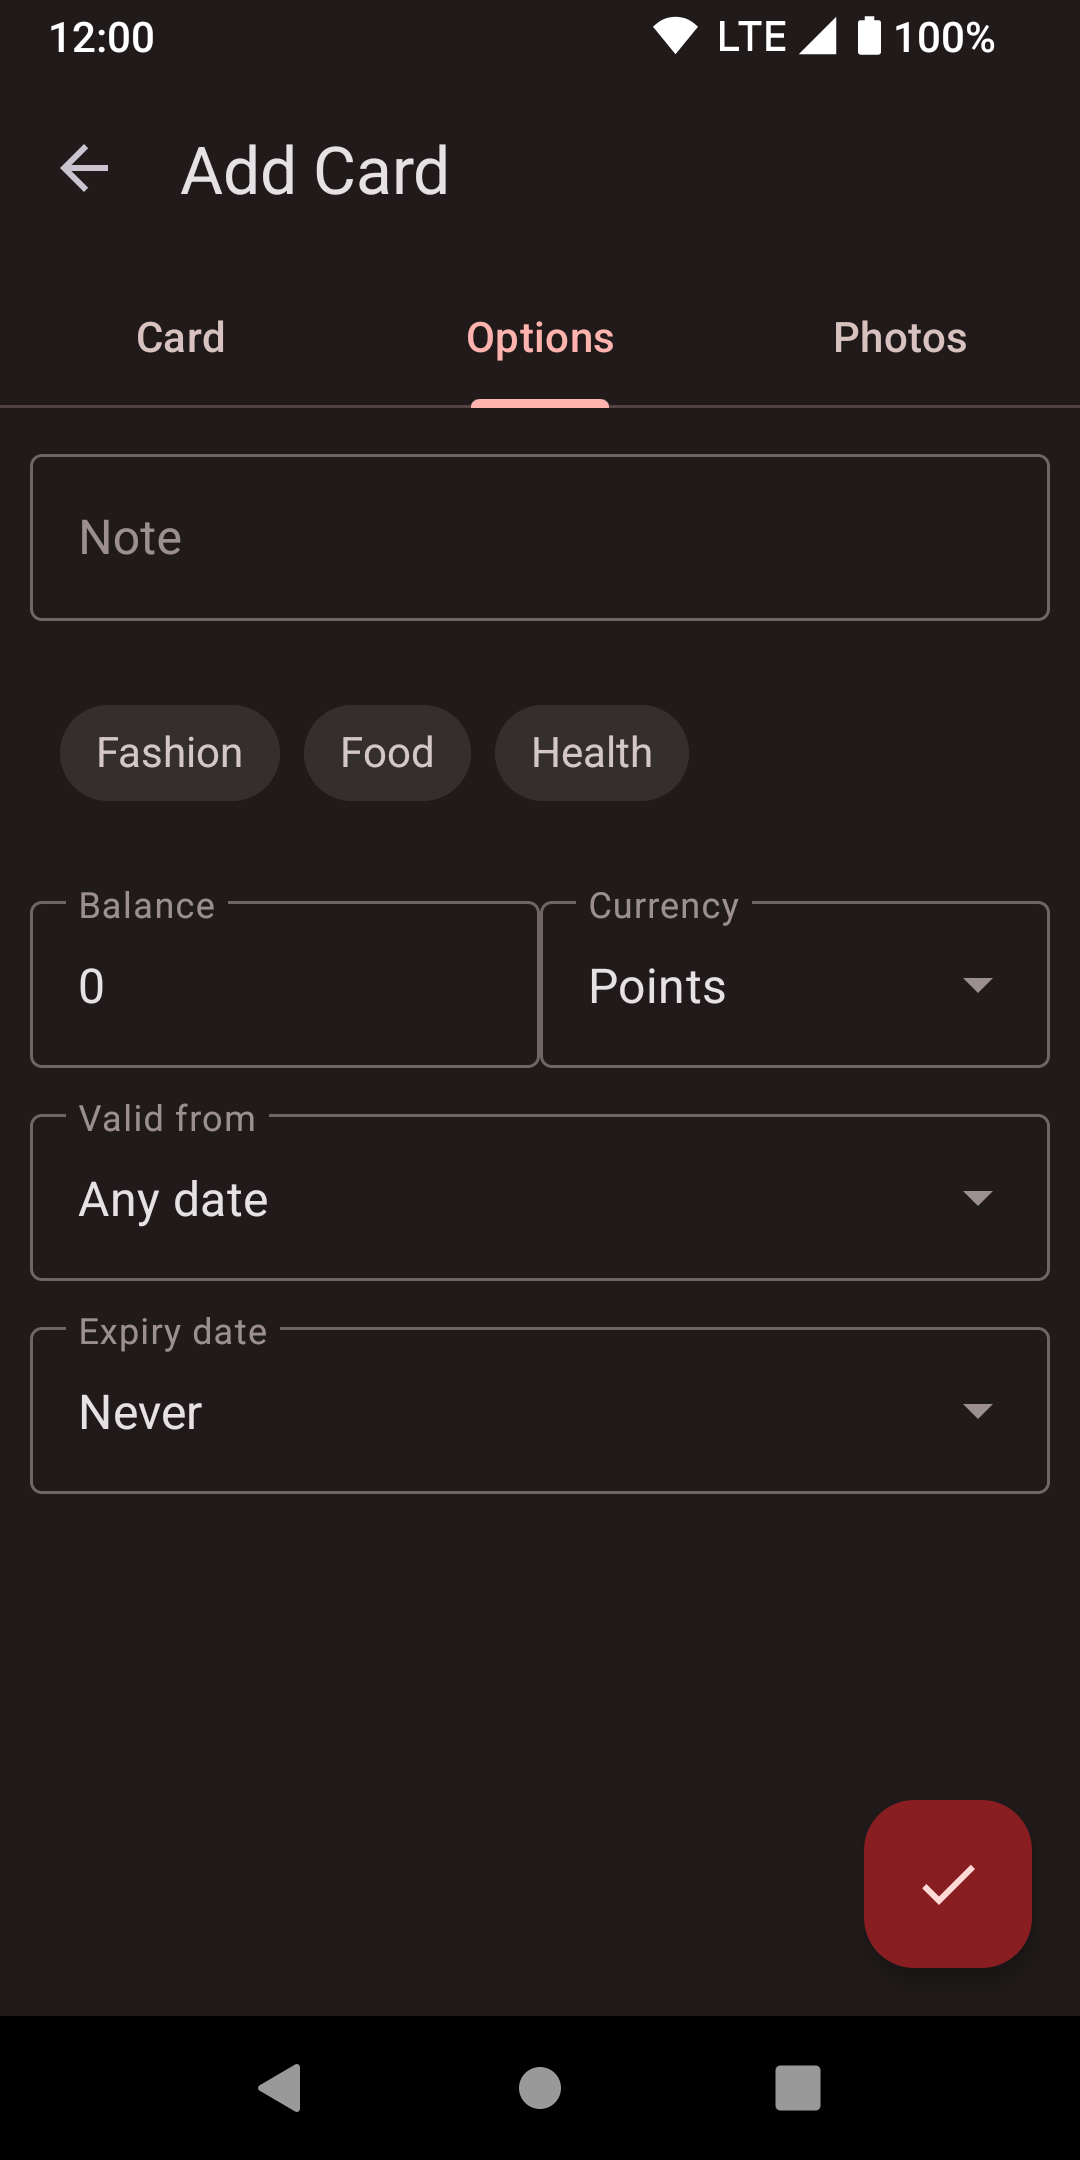 12:00 LTE 100%
Add Card
Card Options Photos
Note
Fashion Food Health
Balance Currency
0 Points
Valid from
Any date
Expiry date
Never